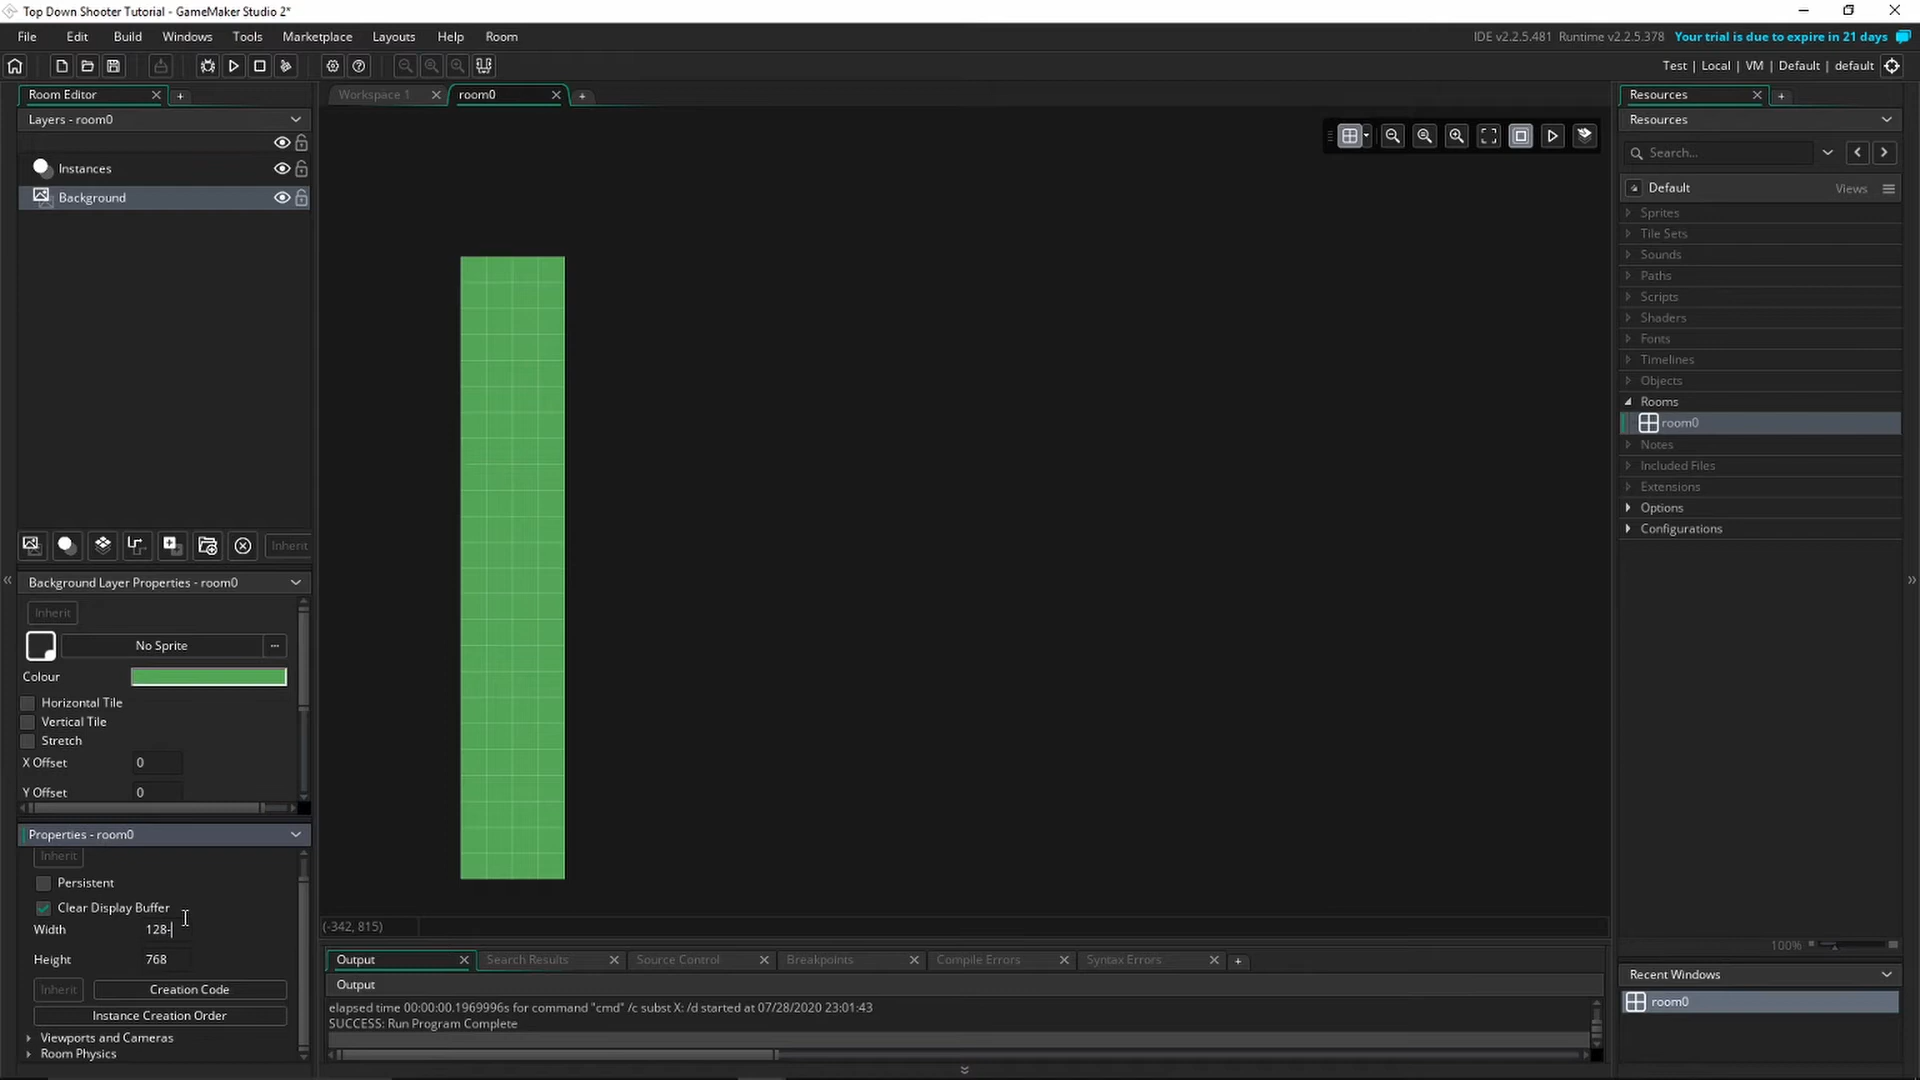 Top Down Shooter Tutorial - GameMaker Studio 2*
File Edit Build Windows Tools Marketplace Layouts Help Room
IDE v2.2.5.481 Runtime v2.2.5.378 Your trial is due to expire in 21 days
Test | Local | VM | Default | default
Room Editor
Layers - room0
Instances
Background
Inherit
Background Layer Properties - room0
Inherit
No Sprite ...
Colour
Horizontal Tile
Vertical Tile
Stretch
X Offset 0
Y Offset 0
Properties - room0
Inherit
Persistent
Clear Display Buffer
Width 128-
Height 768
Inherit Creation Code
Instance Creation Order
Viewports and Cameras
Room Physics
Workspace 1 room0
(-342, 815)
100%
Output Search Results Source Control Breakpoints Compile Errors Syntax Errors
Output
elapsed time 00:00:00.1969996s for command "cmd" /c subst X: /d started at 07/28/2020 23:01:43
SUCCESS: Run Program Complete
Resources
Resources
Search...
Default Views
Sprites
Tile Sets
Sounds
Paths
Scripts
Shaders
Fonts
Timelines
Objects
Rooms
room0
Notes
Included Files
Extensions
Options
Configurations
Recent Windows
room0